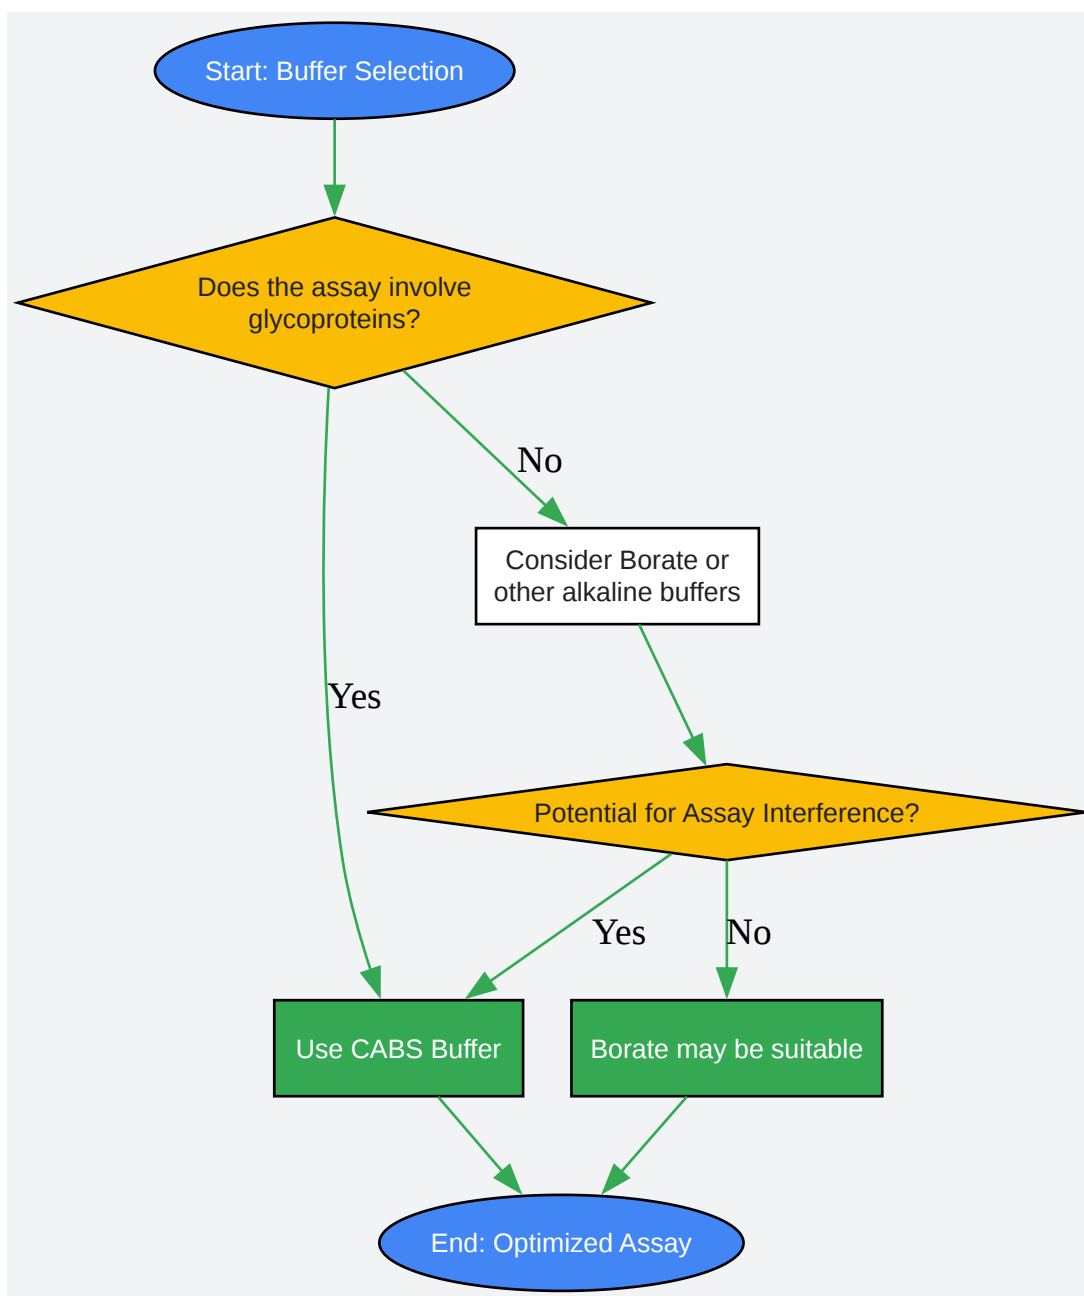 Start: Buffer Selection
Does the assay involve
glycoproteins?
No
Consider Borate or
other alkaline buffers
Yes
Potential for Assay Interference?
Yes
No
Use CABS Buffer
Borate may be suitable
End: Optimized Assay